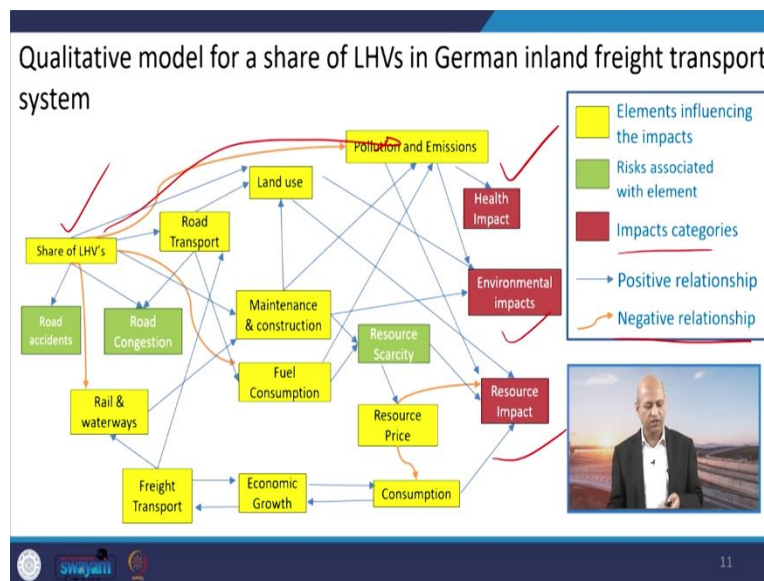 Qualitative model for a share of LHVs in German inland freight transport
system
Elements influencing
the impacts
Risks associated
with element
Impacts categories
Positive relationship
Negative relationship
Pollution and Emissions
Land use
Health
Impact
Road
Transport
Share of LHV's
Environmental
impacts
Road
accidents
Road
Congestion
Maintenance
& construction
Resource
Scarcity
Fuel
Consumption
Rail &
waterways
Resource
Price
Resource
Impact
Freight
Transport
Economic
Growth
Consumption
swayam
11